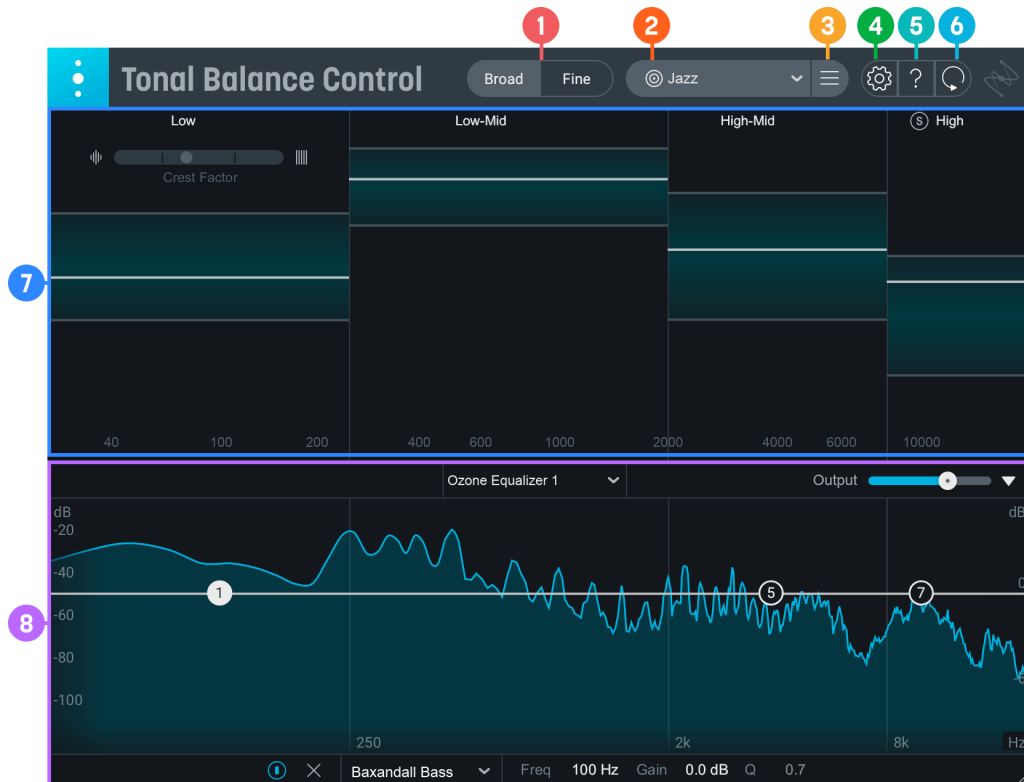 1 2 3 4 5 6
Tonal Balance Control Broad Fine Jazz ?
Low Low-Mid High-Mid S High
Crest Factor
7
40 100 200 400 600 1000 2000 4000 6000 10000
Ozone Equalizer 1 Output
dB dB
-20
-40 0
1 5 7
-60
8
-80
-100
250 2k 8k Hz
Baxandall Bass Freq 100 Hz Gain 0.0 dB Q 0.7